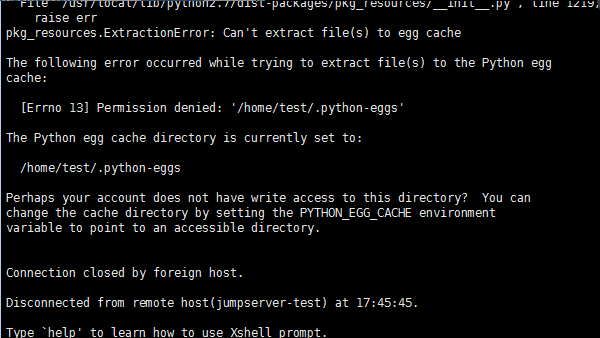 File "/usr/local/lib/python2.7/dist-packages/pkg_resources/__init__.py", line 1219,
raise err
pkg_resources.ExtractionError: Can't extract file(s) to egg cache
The following error occurred while trying to extract file(s) to the Python egg
cache:
[Errno 13] Permission denied: '/home/test/.python-eggs'
The Python egg cache directory is currently set to:
/home/test/.python-eggs
Perhaps your account does not have write access to this directory?  You can
change the cache directory by setting the PYTHON_EGG_CACHE environment
variable to point to an accessible directory.
Connection closed by foreign host.
Disconnected from remote host(jumpserver-test) at 17:45:45.
Type `help' to learn how to use Xshell prompt.